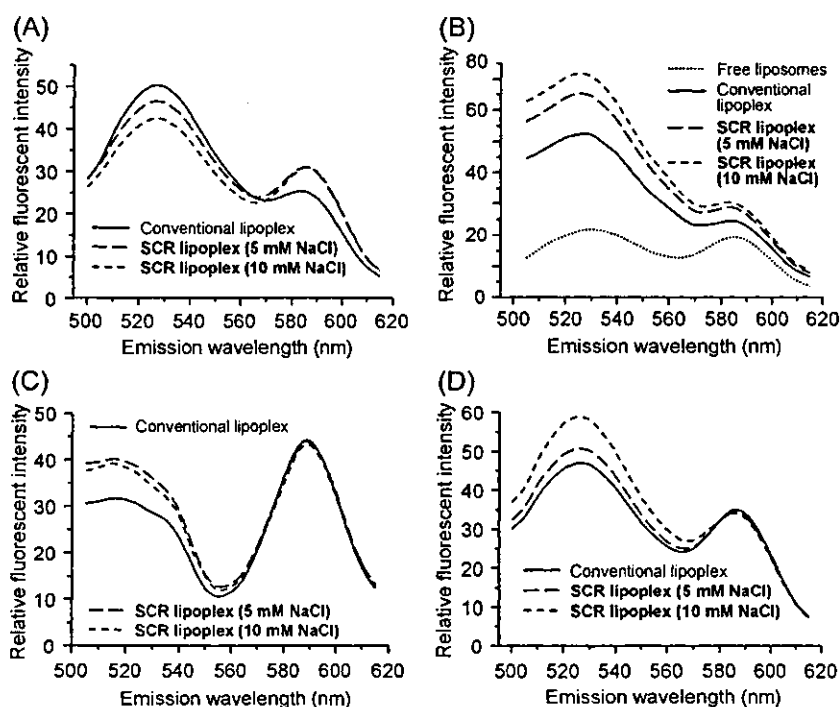 (A)
Relative fluorescent intensity
50
40
30
20
10
0
Conventional lipoplex
SCR lipoplex (5 mM NaCl)
SCR lipoplex (10 mM NaCl)
500 520 540 560 580 600 620
Emission wavelength (nm)
(B)
Relative fluorescent intensity
80
60
40
20
0
Free liposomes
Conventional
lipoplex
SCR lipoplex
(5 mM NaCl)
SCR lipoplex
(10 mM NaCl)
500 520 540 560 580 600 620
Emission wavelength (nm)
(C)
Relative fluorescent intensity
50
40
30
20
10
0
Conventional lipoplex
SCR lipoplex (5 mM NaCl)
SCR lipoplex (10 mM NaCl)
500 520 540 560 580 600 620
Emission wavelength (nm)
(D)
Relative fluorescent intensity
60
50
40
30
20
10
0
Conventional lipoplex
SCR lipoplex (5 mM NaCl)
SCR lipoplex (10 mM NaCl)
500 520 540 560 580 600 620
Emission wavelength (nm)